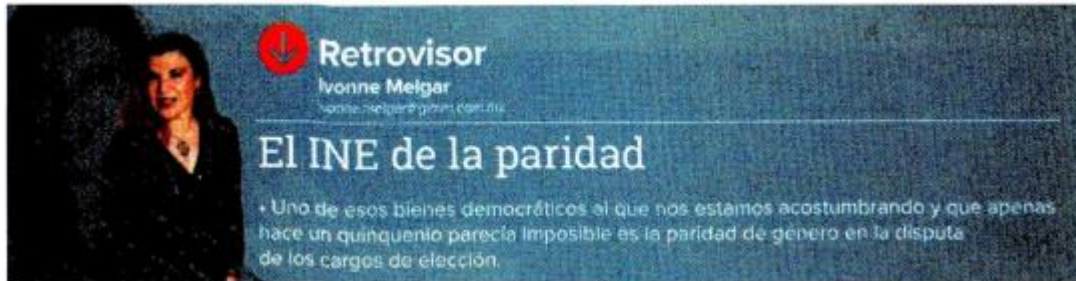 Retrovisor
Ivonne Melgar
El INE de la paridad
• Uno de esos bienes democráticos al que nos estamos acostumbrando y que apenas
hace un quinquenio parecía imposible es la paridad de género en la disputa
de los cargos de elección.